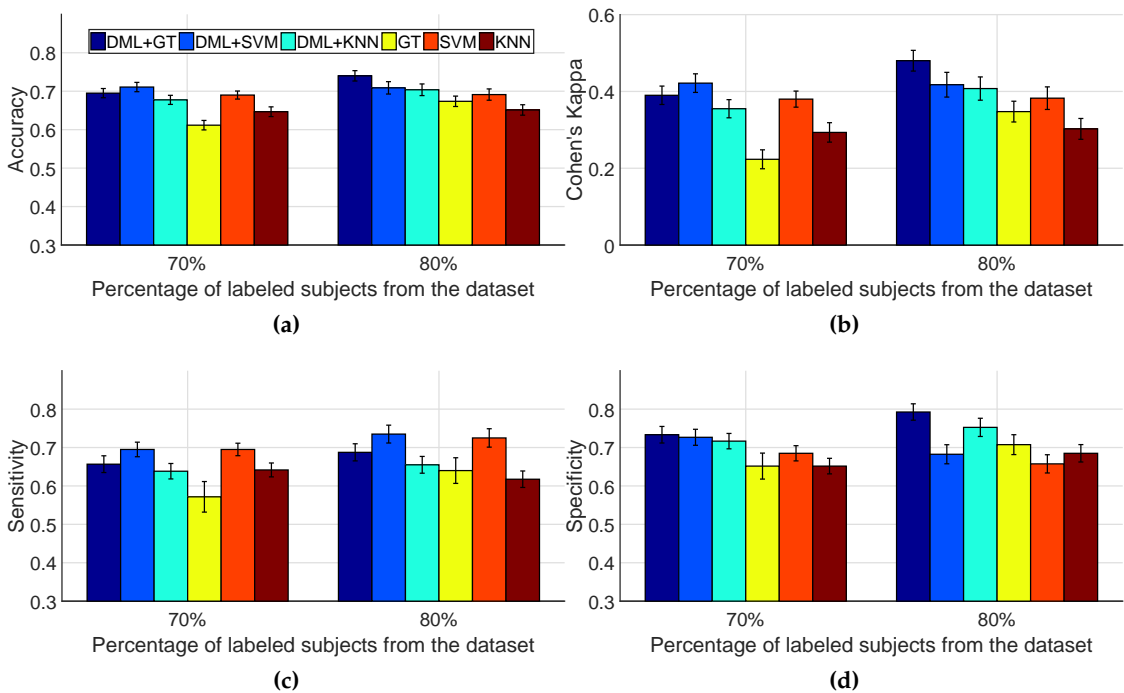 0.8
0.7
0.6
0.5
0.4
0.3
Accuracy
DML+GT DML+SVM DML+KNN GT SVM KNN
70% 80%
Percentage of labeled subjects from the dataset
(a)
0.6
0.4
0.2
0
Cohen's Kappa
70% 80%
Percentage of labeled subjects from the dataset
(b)
0.8
0.7
0.6
0.5
0.4
0.3
Sensitivity
70% 80%
Percentage of labeled subjects from the dataset
(c)
0.8
0.7
0.6
0.5
0.4
0.3
Specificity
70% 80%
Percentage of labeled subjects from the dataset
(d)